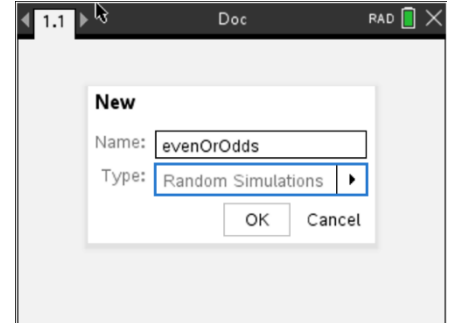 1.1 Doc RAD
New
Name: evenOrOdds
Type: Random Simulations
OK Cancel